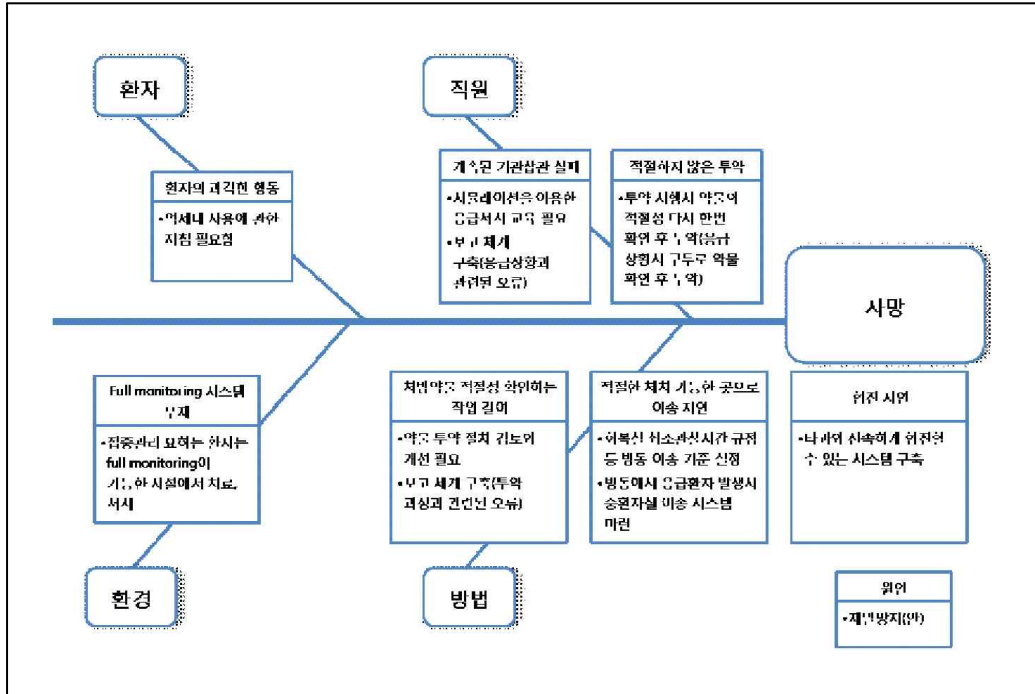 환자
직원
환자의 과격한 행동
•억제대 사용에 관한
지침 필요함
계속된 기관삽관 실패
•시뮬레이션을 이용한
응급처치 교육 필요
•보고 체계
구축(응급상황과
관련된 오류)
적절하지 않은 투약
•투약 시행시 약물의
적절성 다시 한번
확인 후 투약(응급
상황시 구두로 약물
확인 후 투약)
사망
Full monitoring 시스템
부재
•집중관리 요하는 환자는
full monitoring이
가능한 시설에서 치료,
처치
처방약물 적절성 확인하는
작업 결여
•약물 투약 절차 검토와
개선 필요
•보고 체계 구축(투약
과정과 관련된 오류)
적절한 처치 가능한 곳으로
이송 지연
•회복실 최소관찰시간 규정
등 병동 이송 기준 설정
•병동에서 응급환자 발생시
중환자실 이송 시스템
마련
협진 지연
•타과와 신속하게 협진할
수 있는 시스템 구축
환경
방법
원인
•재발방지(안)